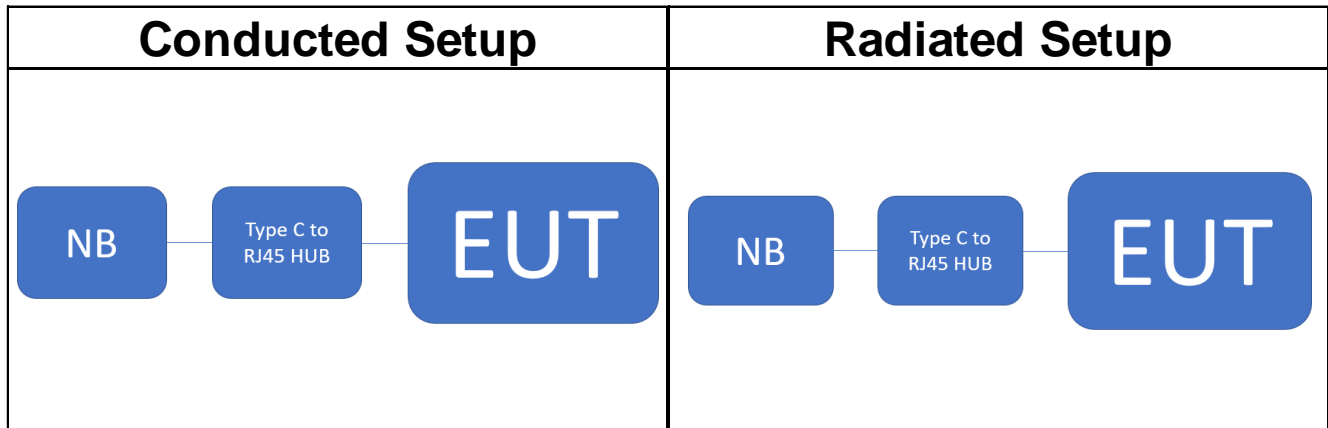 Conducted Setup
Radiated Setup
NB
Type C to
RJ45 HUB
EUT
NB
Type C to
RJ45 HUB
EUT